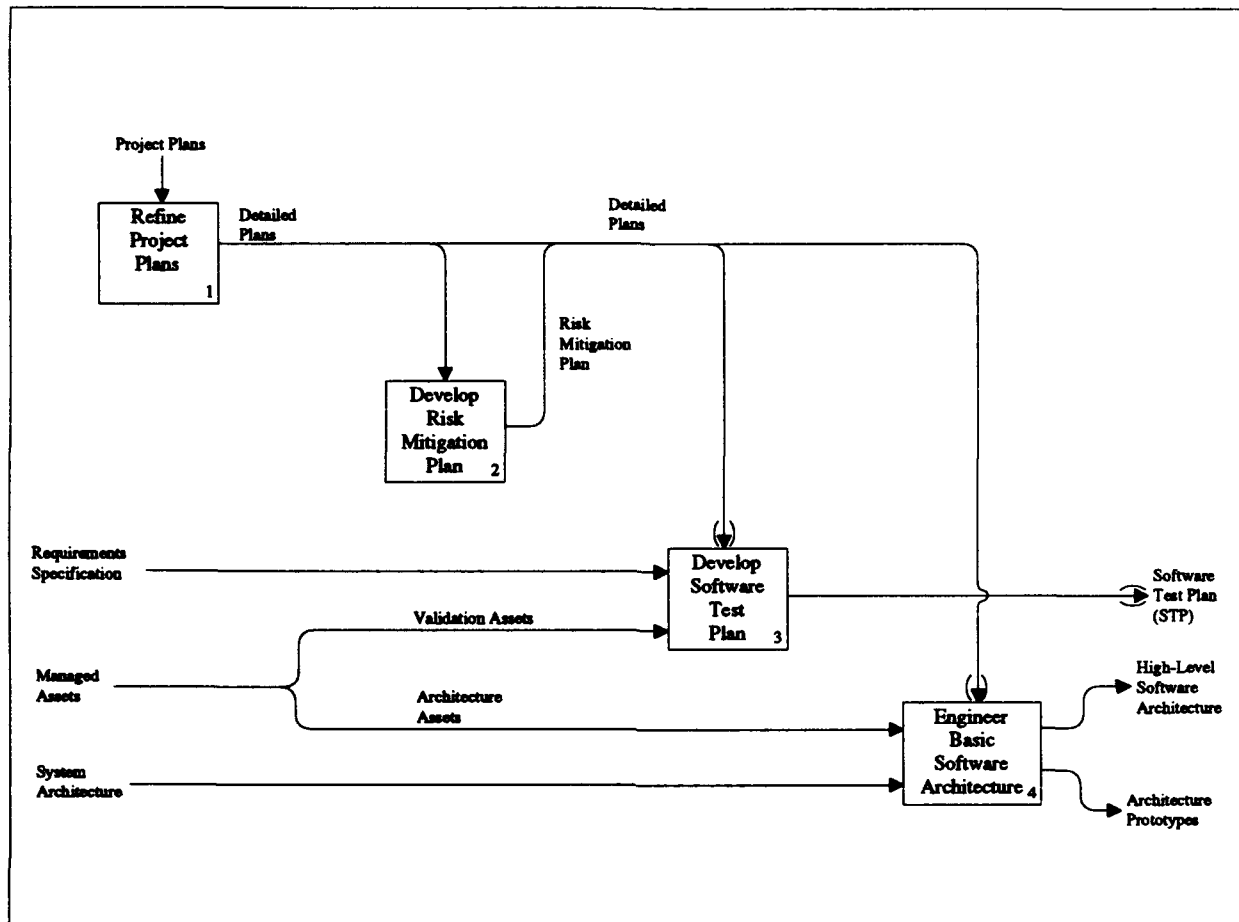 Project Plans
Refine
Project
Plans
1
Detailed
Plans
Detailed
Plans
Risk
Mitigation
Plan
Develop
Risk
Mitigation
Plan
2
Requirements
Specification
Develop
Software
Test
Plan
3
Software
Test Plan
(STP)
Validation Assets
Managed
Assets
Architecture
Assets
High-Level
Software
Architecture
Engineer
Basic
Software
Architecture
4
System
Architecture
Architecture
Prototypes